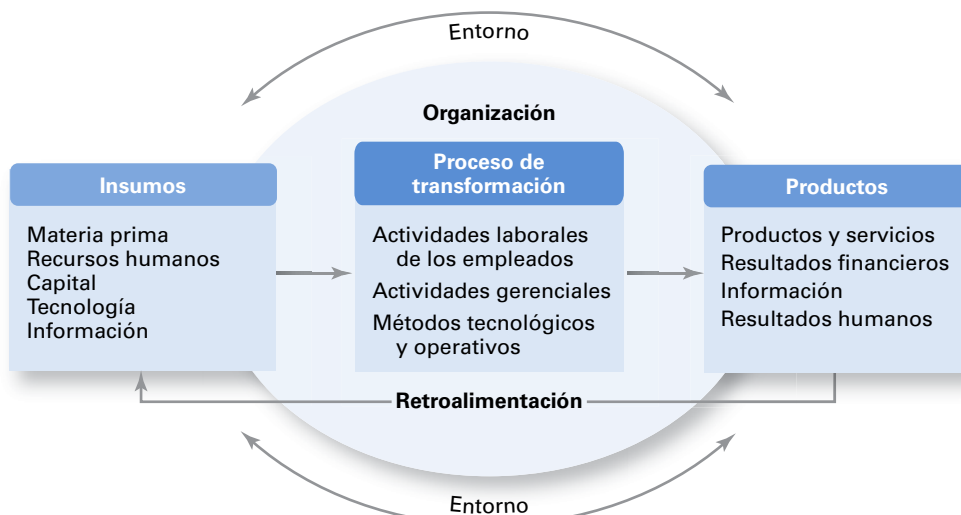 Entorno
Organización
Insumos
Materia prima
Recursos humanos
Capital
Tecnología
Información
Proceso de
transformación
Actividades laborales
de los empleados
Actividades gerenciales
Métodos tecnológicos
y operativos
Productos
Productos y servicios
Resultados financieros
Información
Resultados humanos
Retroalimentación
Entorno